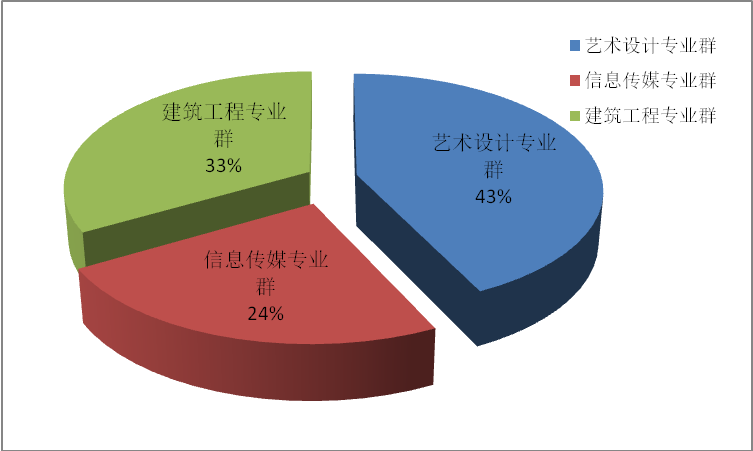 艺术设计专业群
信息传媒专业群
建筑工程专业群
建筑工程专业
群
33%
艺术设计专业
群
43%
信息传媒专业
群
24%